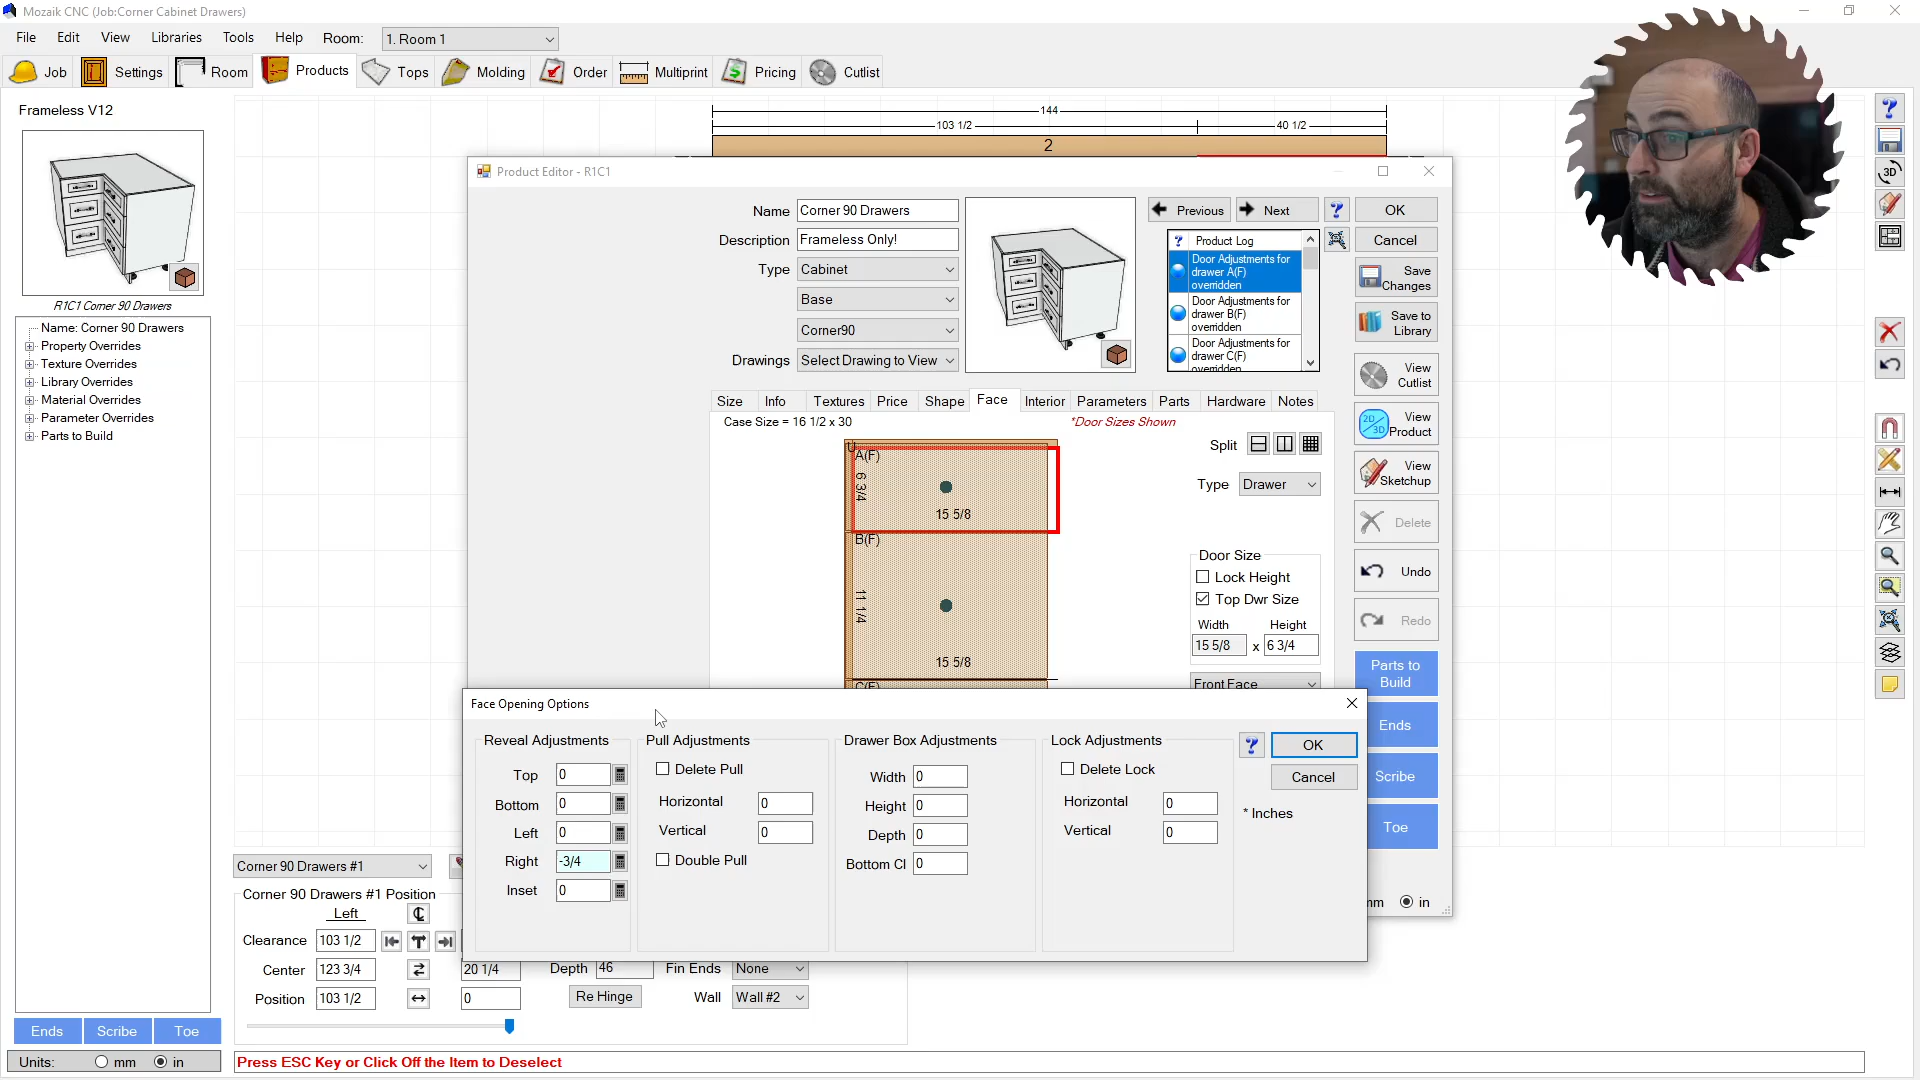 Mozaik CNC (Job:Corner Cabinet Drawers)
File Edit View Libraries Tools Help Room: 1. Room 1
Job Settings Room Products Tops Molding Order Multiprint Pricing Cutlist
Frameless V12
R1C1 Corner 90 Drawers
Name: Corner 90 Drawers
Property Overrides
Texture Overrides
Library Overrides
Material Overrides
Parameter Overrides
Parts to Build
Ends Scribe Toe
Units: mm in
144
103 1/2 40 1/2
2
Product Editor - R1C1
Name Corner 90 Drawers
Description Frameless Only!
Type Cabinet
Base
Corner90
Drawings Select Drawing to View
Previous Next ? OK
? Product Log
Door Adjustments for
drawer A(F)
overridden
Door Adjustments for
drawer B(F)
overridden
Door Adjustments for
drawer C(F)
overridden
Cancel
Save
Changes
Save to
Library
View
Cutlist
2D/3D
View
Product
View
Sketchup
Delete
Undo
Redo
Parts to
Build
Ends
Scribe
Toe
mm in
Size Info Textures Price Shape Face Interior Parameters Parts Hardware Notes
Case Size = 16 1/2 x 30
*Door Sizes Shown
U
A(F)
6 3/4
15 5/8
B(F)
11 1/4
15 5/8
C(F)
Split
Type Drawer
Door Size
Lock Height
Top Dwr Size
Width Height
15 5/8 x 6 3/4
Front Face
Face Opening Options
Reveal Adjustments
Top 0
Bottom 0
Left 0
Right -3/4
Inset 0
Pull Adjustments
Delete Pull
Horizontal 0
Vertical 0
Double Pull
Drawer Box Adjustments
Width 0
Height 0
Depth 0
Bottom Cl 0
Lock Adjustments
Delete Lock
Horizontal 0
Vertical 0
? OK
Cancel
* Inches
Corner 90 Drawers #1
Corner 90 Drawers #1 Position
Left
Clearance 103 1/2
Center 123 3/4 20 1/4
Position 103 1/2 0
Depth 46 Fin Ends None
Re Hinge Wall Wall #2
Press ESC Key or Click Off the Item to Deselect
?
3D